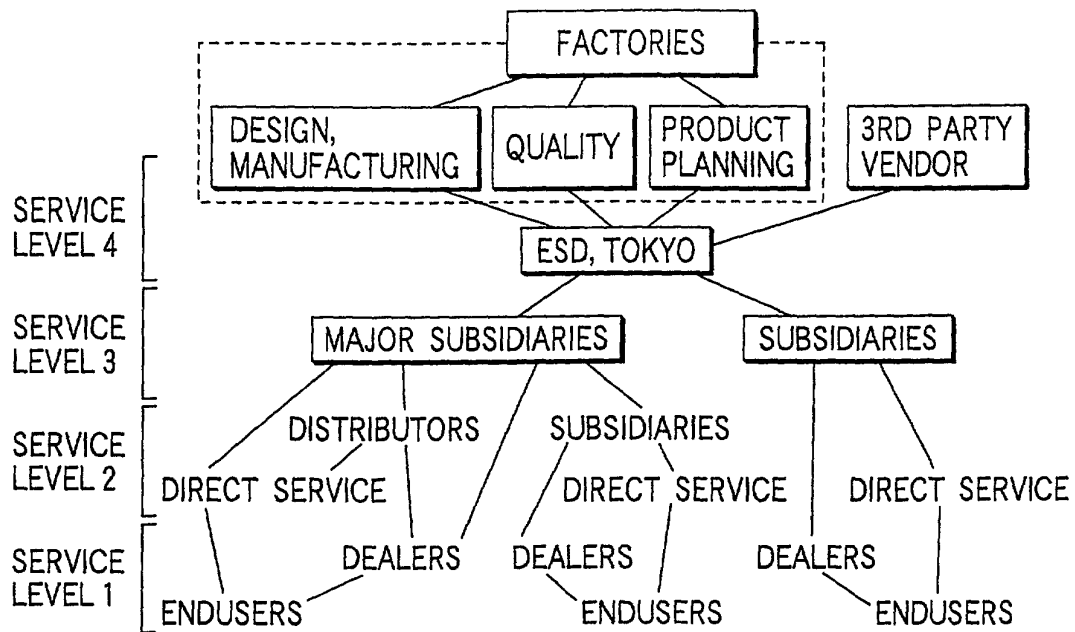 FACTORIES
DESIGN,
MANUFACTURING
QUALITY
PRODUCT
PLANNING
3RD PARTY
VENDOR
SERVICE
LEVEL 4
ESD, TOKYO
SERVICE
LEVEL 3
MAJOR SUBSIDIARIES
SUBSIDIARIES
SERVICE
LEVEL 2
DISTRIBUTORS
SUBSIDIARIES
DIRECT SERVICE
DIRECT SERVICE
DIRECT SERVICE
SERVICE
LEVEL 1
DEALERS
DEALERS
DEALERS
ENDUSERS
ENDUSERS
ENDUSERS